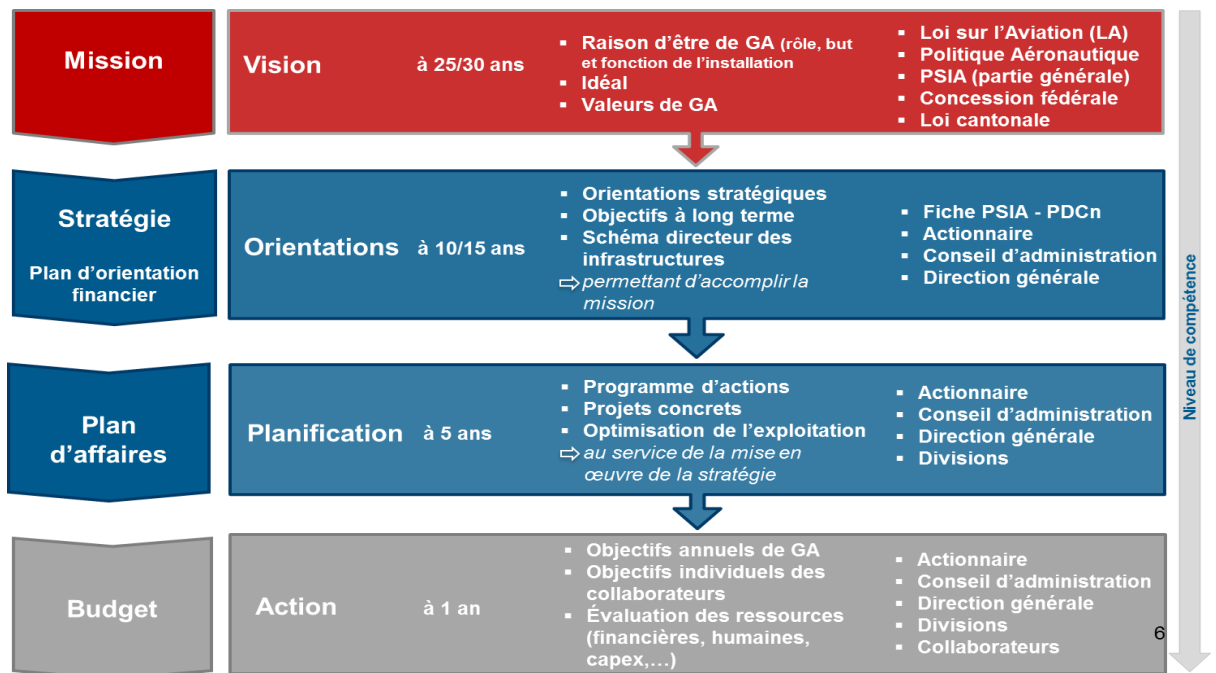 Mission
Vision
à 25/30 ans
▪ Raison d'être de GA (rôle, but
et fonction de l'installation
▪ Idéal
▪ Valeurs de GA
▪ Loi sur l'Aviation (LA)
▪ Politique Aéronautique
▪ PSIA (partie générale)
▪ Concession fédérale
▪ Loi cantonale
Stratégie
Plan d'orientation
financier
Orientations
à 10/15 ans
▪ Orientations stratégiques
▪ Objectifs à long terme
▪ Schéma directeur des
infrastructures
⇨ permettant d'accomplir la
mission
▪ Fiche PSIA - PDCn
▪ Actionnaire
▪ Conseil d'administration
▪ Direction générale
Plan
d'affaires
Planification
à 5 ans
▪ Programme d'actions
▪ Projets concrets
▪ Optimisation de l'exploitation
⇨ au service de la mise en
œuvre de la stratégie
▪ Actionnaire
▪ Conseil d'administration
▪ Direction générale
▪ Divisions
Budget
Action
à 1 an
▪ Objectifs annuels de GA
▪ Objectifs individuels des
collaborateurs
▪ Évaluation des ressources
(financières, humaines,
capex,…)
▪ Actionnaire
▪ Conseil d'administration
▪ Direction générale
▪ Divisions
▪ Collaborateurs
6
Niveau de compétence